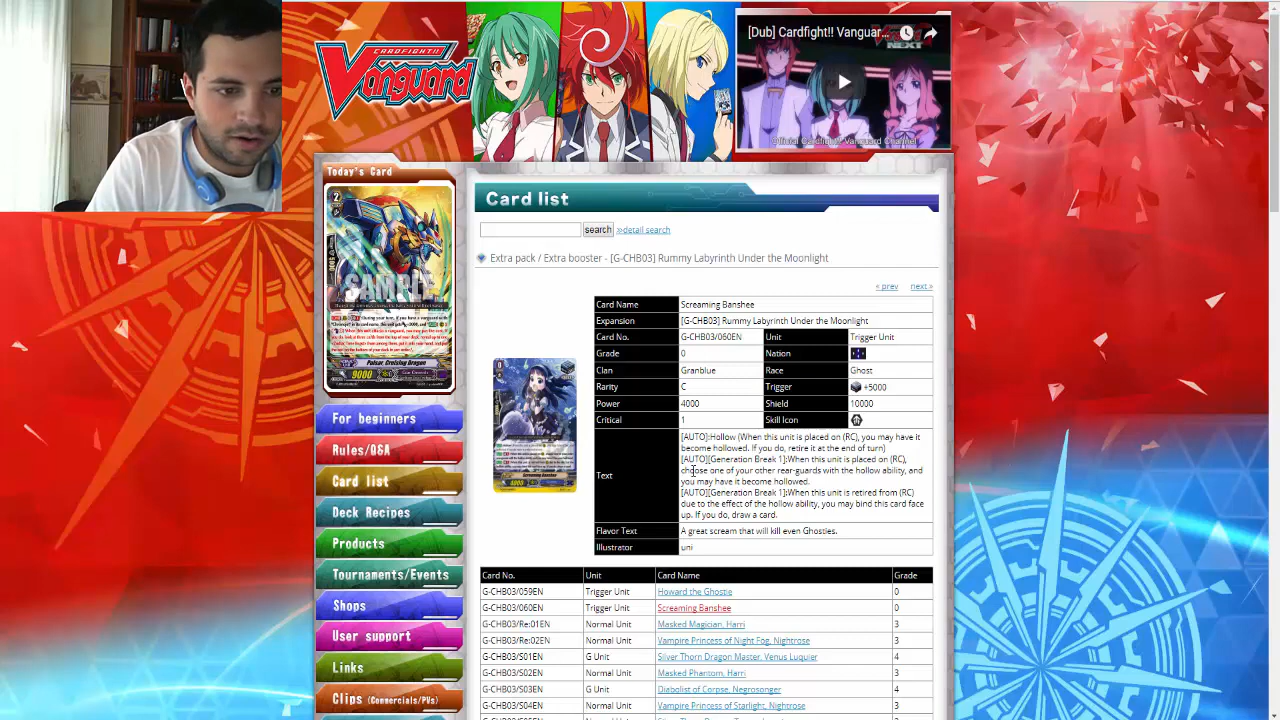 CARDFIGHT!!
Vanguard
[Dub] Cardfight!! Vanguar...
NEXT
Official Cardfight!! Vanguard Channel
Today's Card
2
SAMPLE
Pulsar, Cruising Dragon
9000
Card list
search
»detail search
Extra pack / Extra booster - [G-CHB03] Rummy Labyrinth Under the Moonlight
« prev next »
Card Name Screaming Banshee
Expansion [G-CHB03] Rummy Labyrinth Under the Moonlight
Card No. G-CHB03/060EN Unit Trigger Unit
Grade 0 Nation
Clan Granblue Race Ghost
Rarity C Trigger +5000
Power 4000 Shield 10000
Critical 1 Skill Icon
Text
[AUTO]:Hollow (When this unit is placed on (RC), you may have it
become hollowed. If you do, retire it at the end of turn)
[AUTO][Generation Break 1]:When this unit is placed on (RC),
choose one of your other rear-guards with the hollow ability, and
you may have it become hollowed.
[AUTO][Generation Break 1]:When this unit is retired from (RC)
due to the effect of the hollow ability, you may bind this card face
up. If you do, draw a card.
Flavor Text A great scream that will kill even Ghosties.
Illustrator uni
For beginners
Rules/Q&A
Card list
Deck Recipes
Products
Tournaments/Events
Shops
User support
Links
Clips (Commercials/PVs)
Card No. Unit Card Name Grade
G-CHB03/059EN Trigger Unit Howard the Ghostie 0
G-CHB03/060EN Trigger Unit Screaming Banshee 0
G-CHB03/Re:01EN Normal Unit Masked Magician, Harri 3
G-CHB03/Re:02EN Normal Unit Vampire Princess of Night Fog, Nightrose 3
G-CHB03/S01EN G Unit Silver Thorn Dragon Master, Venus Luquier 4
G-CHB03/S02EN Normal Unit Masked Phantom, Harri 3
G-CHB03/S03EN G Unit Diabolist of Corpse, Negrosonger 4
G-CHB03/S04EN Normal Unit Vampire Princess of Starlight, Nightrose 3